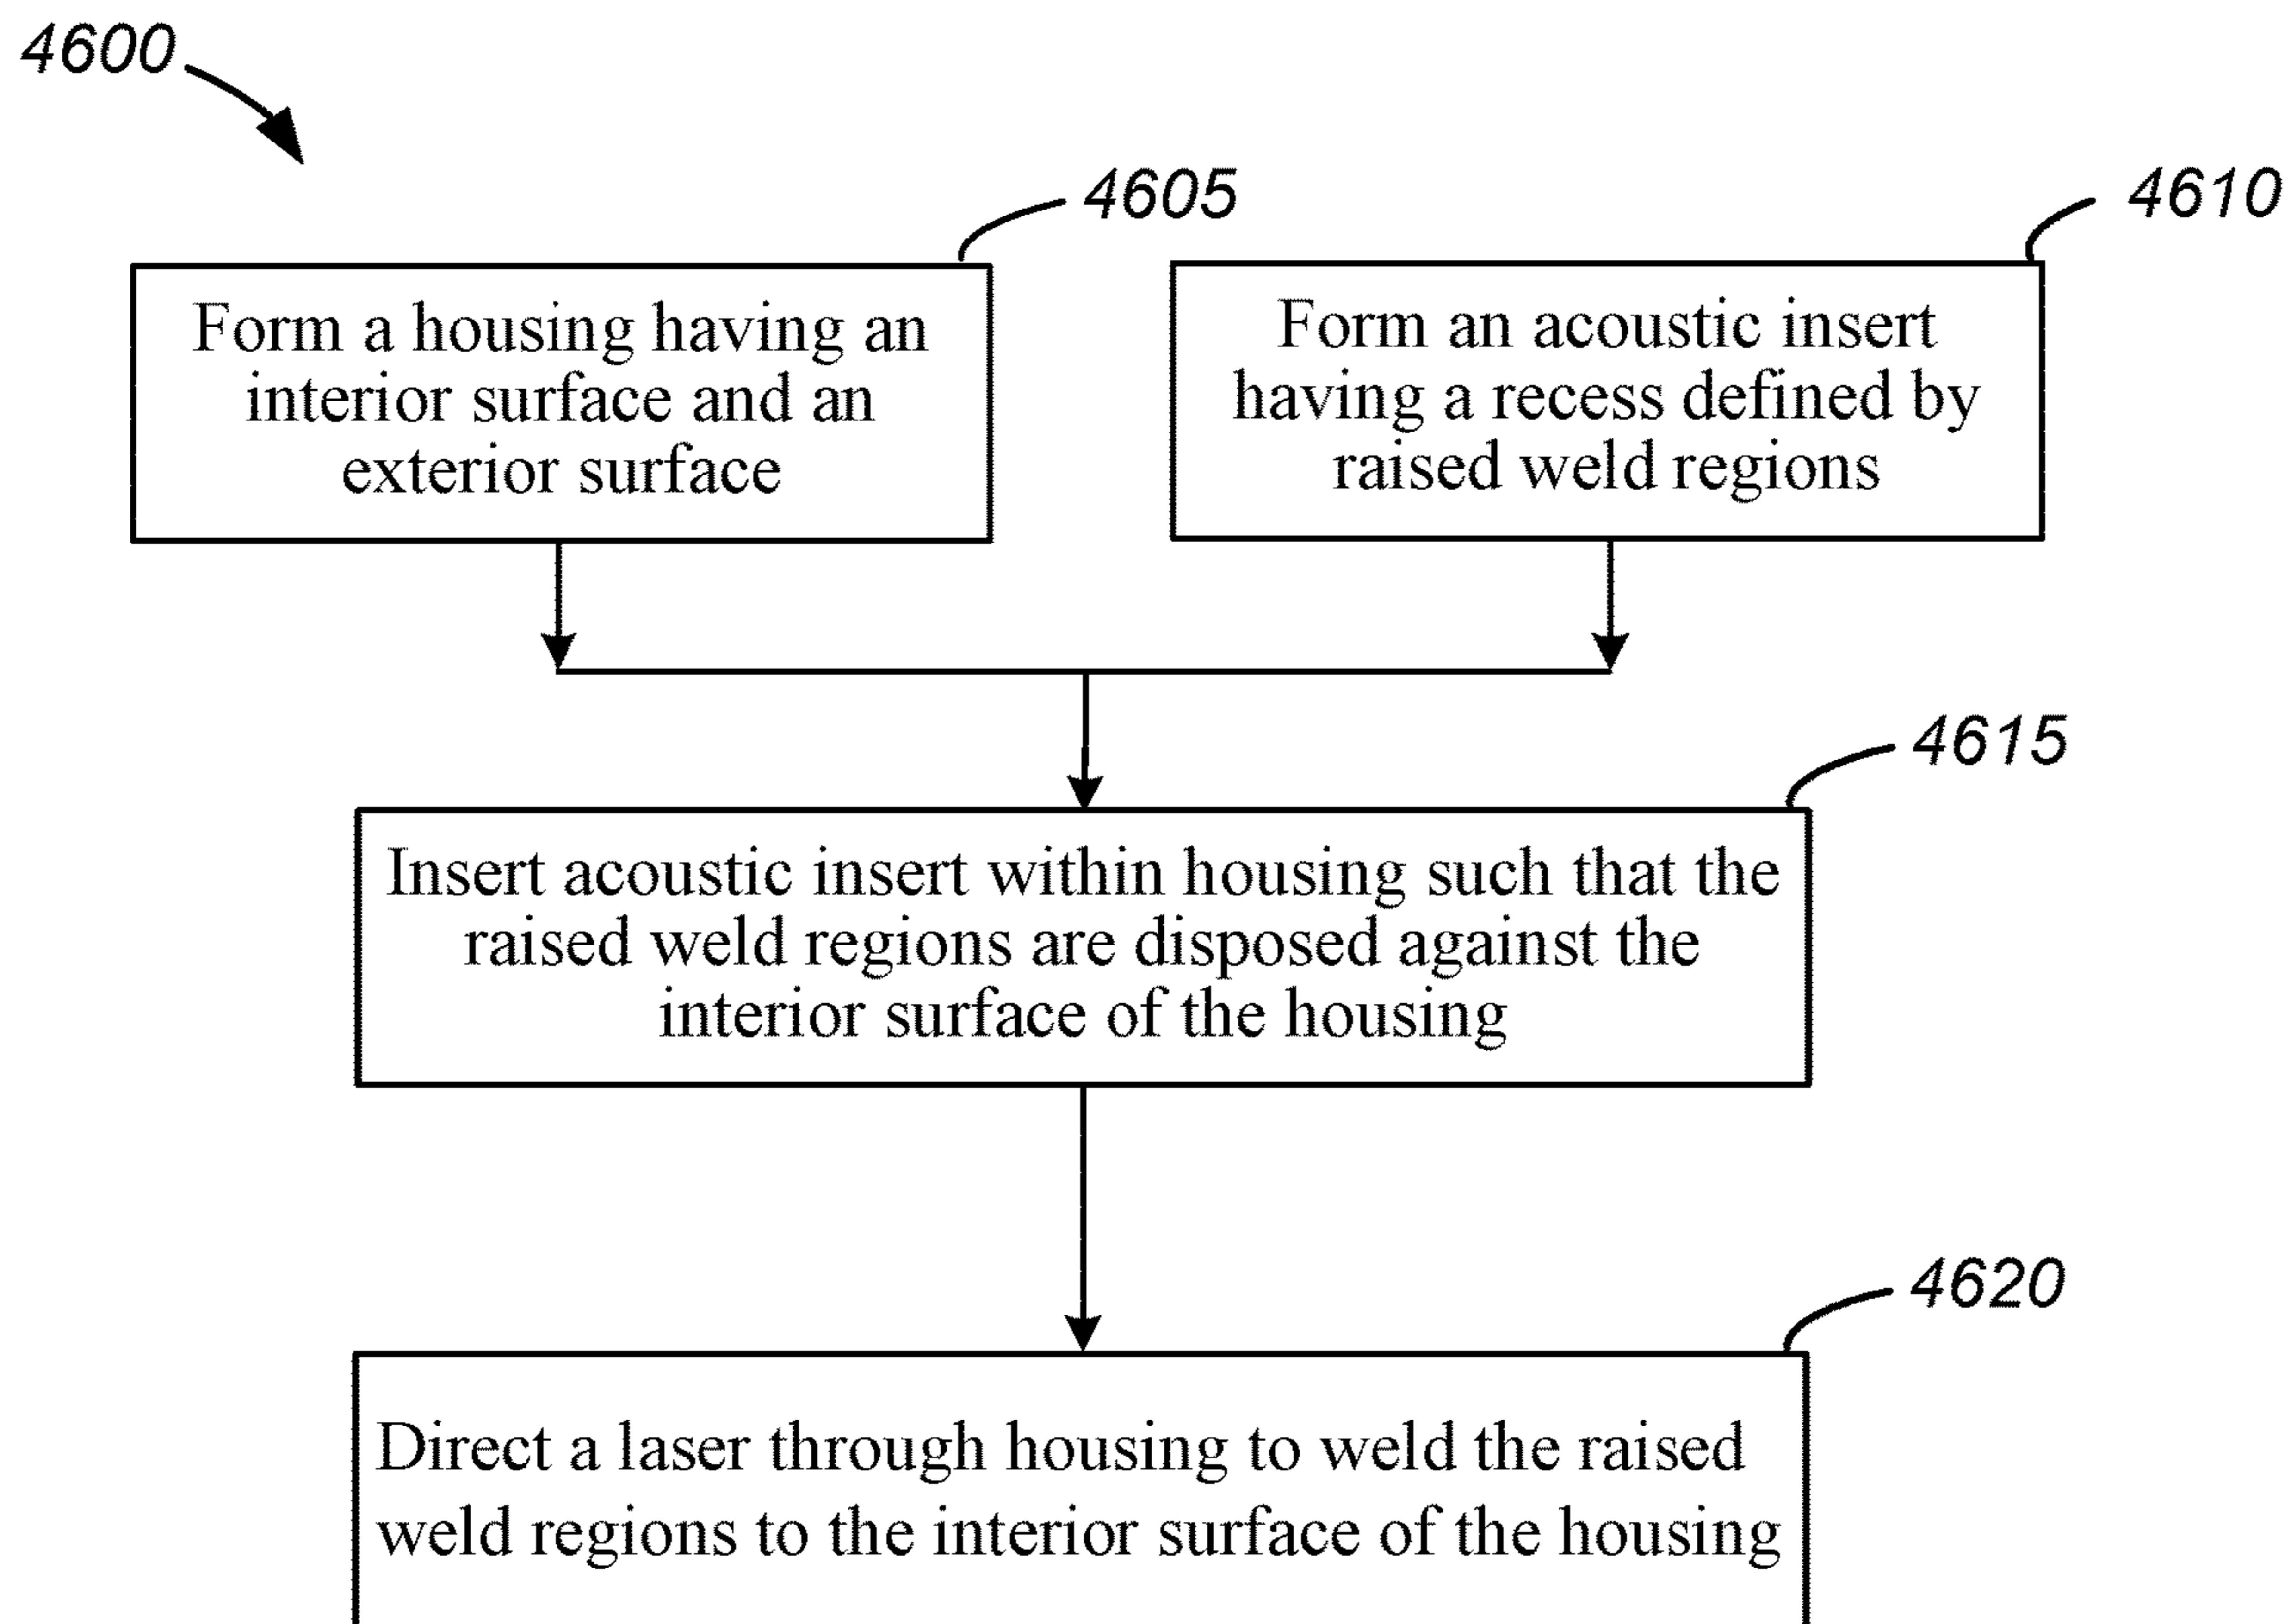 4600
4605
Form a housing having an
interior surface and an
exterior surface
4610
Form an acoustic insert
having a recess defined by
raised weld regions
4615
Insert acoustic insert within housing such that the
raised weld regions are disposed against the
interior surface of the housing
4620
Direct a laser through housing to weld the raised
weld regions to the interior surface of the housing